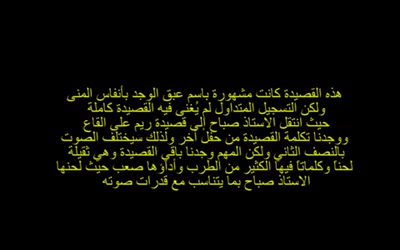 هذه القصيدة كانت مشهورة باسم عبق الوجد بأنفاس المنى
ولكن التسجيل المتداول لم يُغنى فيه القصيدة كاملة
حيث انتقل الاستاذ صباح إلى قصيدة ريم على القاع
ووجدنا تكلمة القصيدة من حفل آخر ولذلك سيختلف الصوت
بالنصف الثاني ولكن المهم وجدنا باقي القصيدة وهي ثقيلة
لحناً وكلماتاً فيها الكثير من الطرب وأداؤها صعب حيث لحنها
الاستاذ صباح بما يتناسب مع قدرات صوته